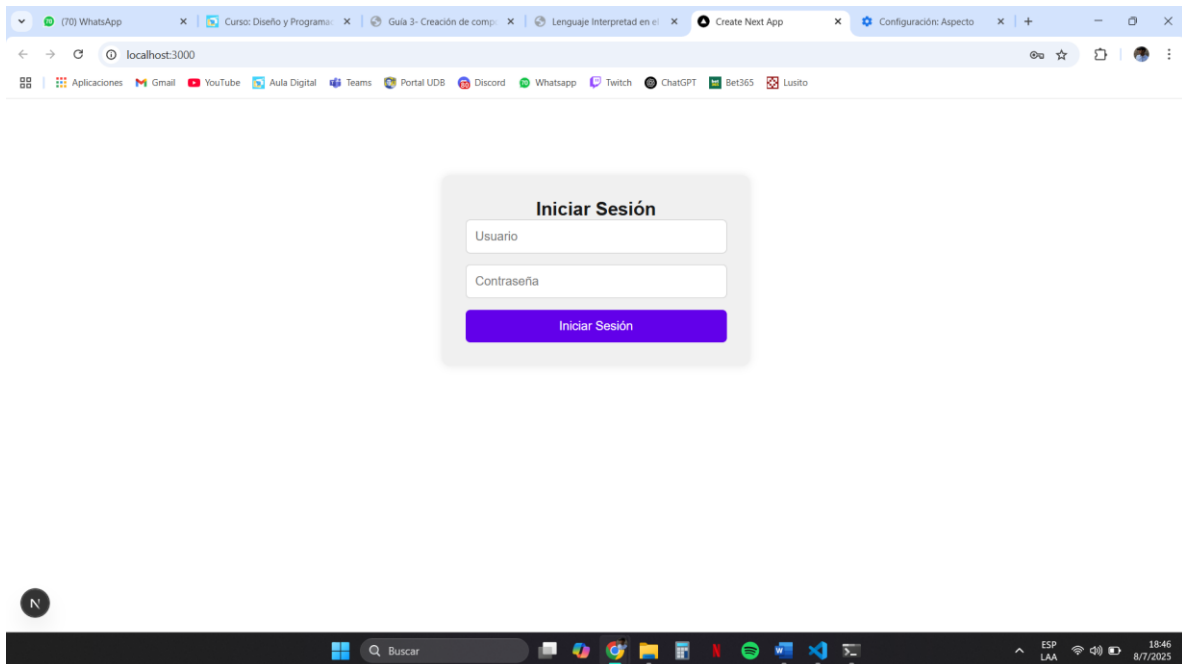 (70) WhatsApp
Curso: Diseño y Programac
Guía 3- Creación de compo
Lenguaje Interpretad en el
Create Next App
Configuración: Aspecto
localhost:3000
Aplicaciones
Gmail
YouTube
Aula Digital
Teams
Portal UDB
Discord
Whatsapp
Twitch
ChatGPT
Bet365
Lusito
Iniciar Sesión
Usuario
Contraseña
Iniciar Sesión
N
Buscar
ESP
LAA
18:46
8/7/2025